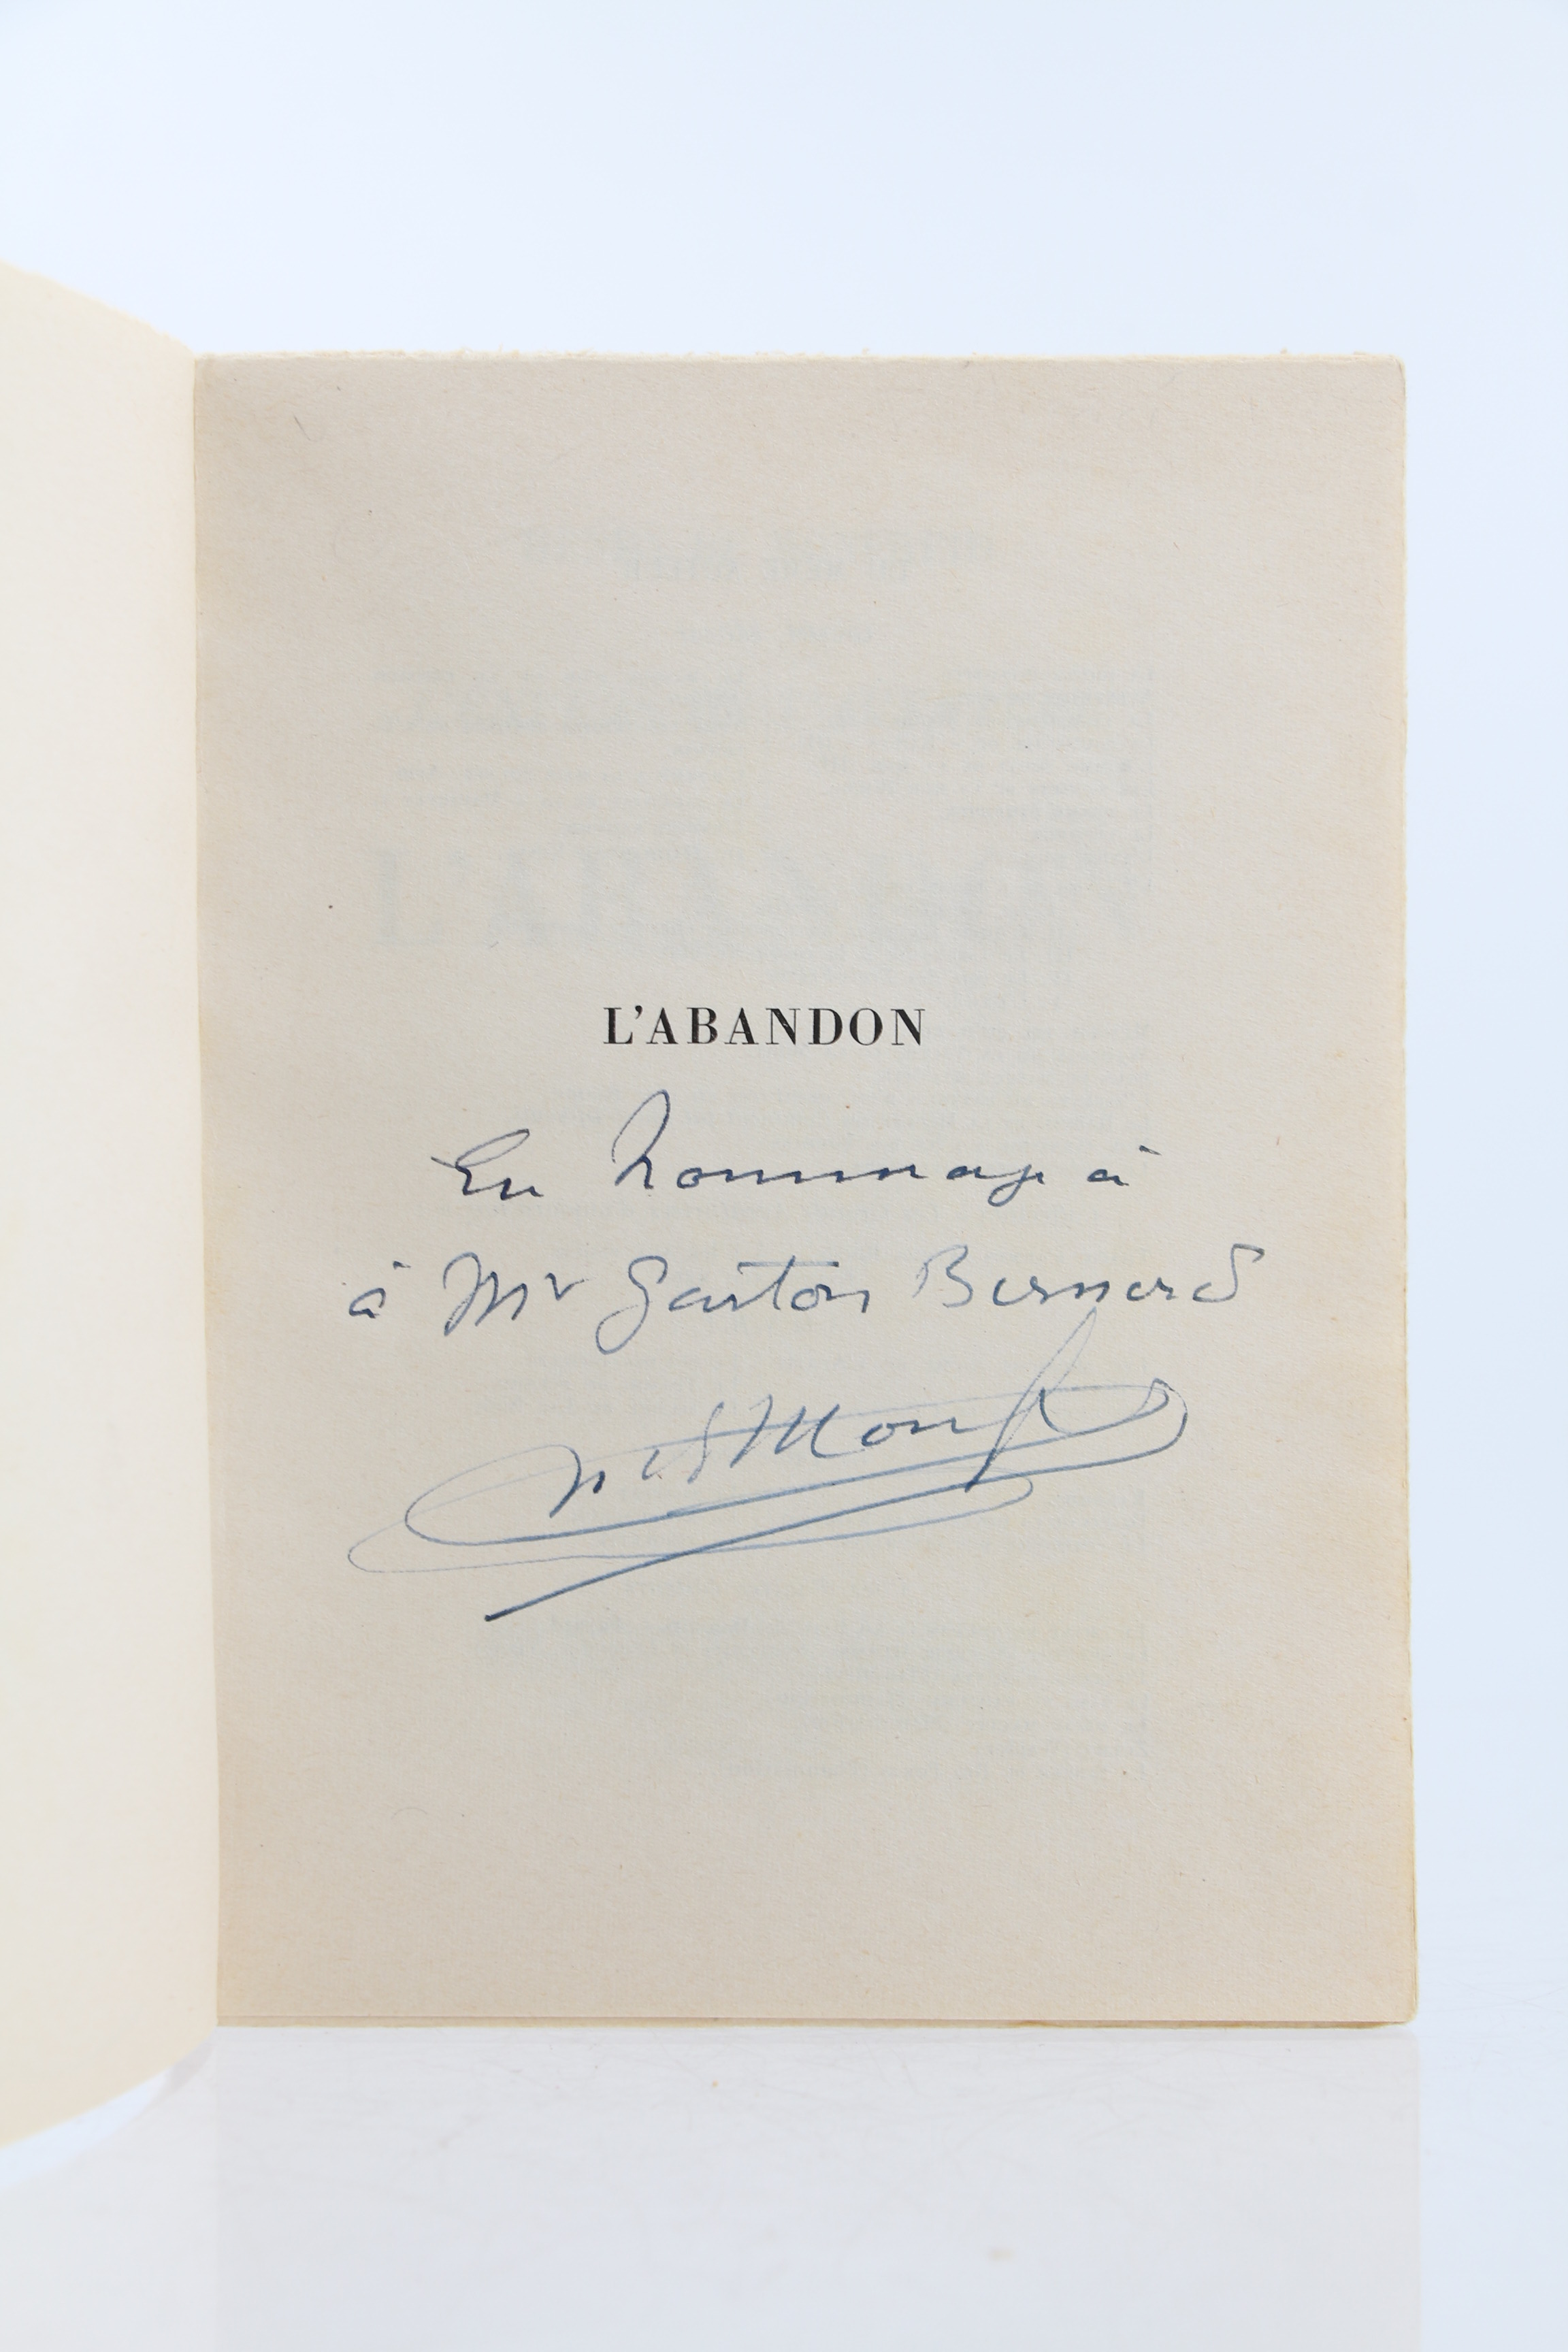 L'ABANDON
En hommage à
à Mr Gaston Bernard